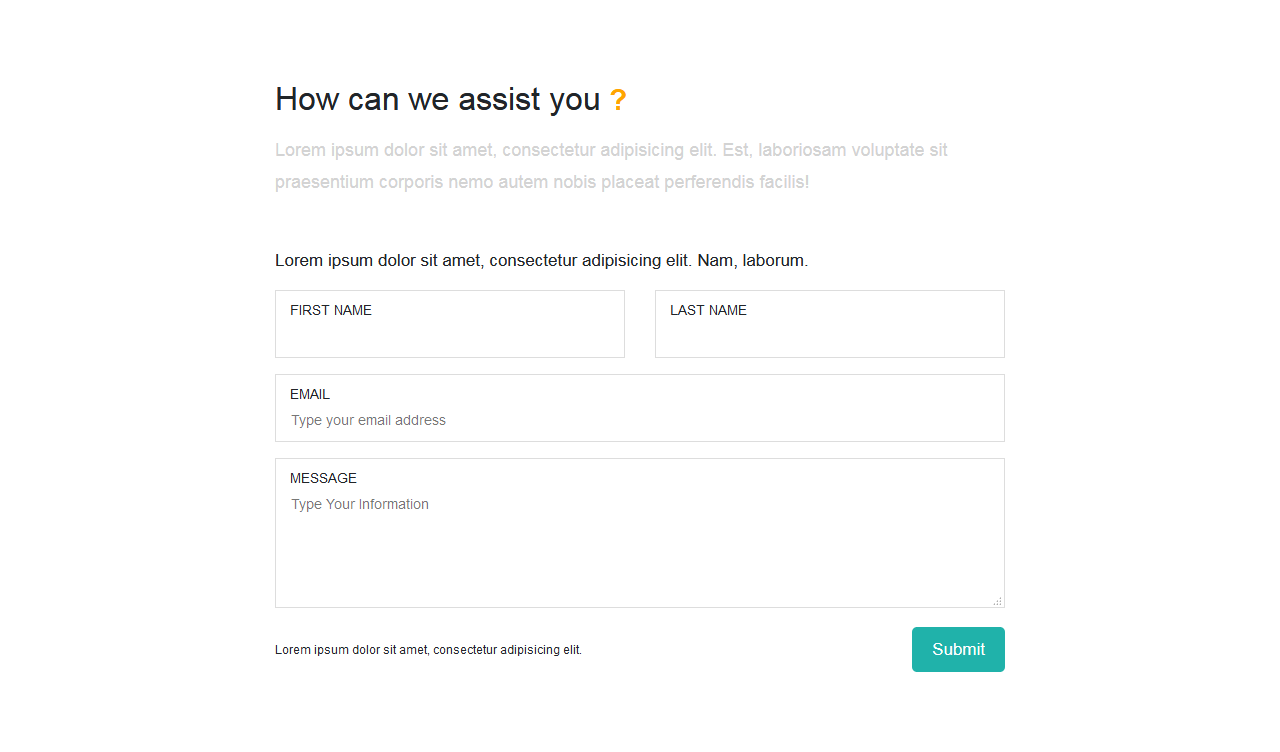 How can we assist you ?
Lorem ipsum dolor sit amet, consectetur adipisicing elit. Est, laboriosam voluptate sit
praesentium corporis nemo autem nobis placeat perferendis facilis!
Lorem ipsum dolor sit amet, consectetur adipisicing elit. Nam, laborum.
FIRST NAME
LAST NAME
EMAIL
Type your email address
MESSAGE
Type Your Information
Lorem ipsum dolor sit amet, consectetur adipisicing elit.
Submit